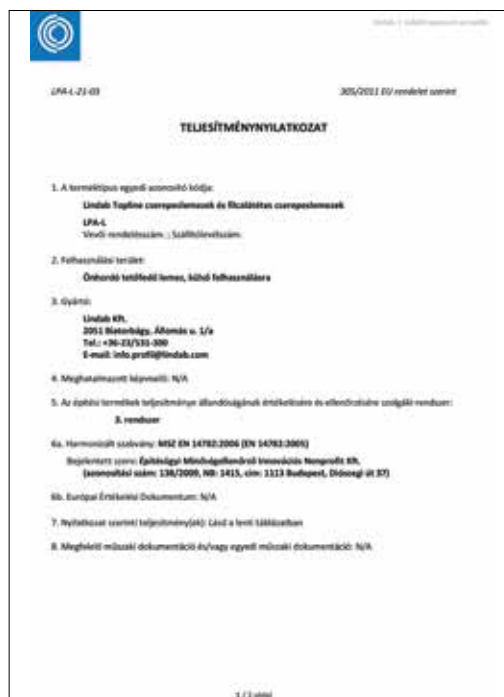 LPA-L-21-03
305/2011 EU rendelet szerint
TELJESÍTMÉNYNYILATKOZAT
1. A terméktípus egyedi azonosító kódja:
Lindab Topline cserepeslemezek és filcalátétes cserepeslemezek
LPA-L
Vevői rendelésszám: ; Szállítólevélszám:
2. Felhasználási terület:
Önhordó tetőfedő lemez, külső felhasználásra
3. Gyártó:
Lindab Kft.
2051 Biatorbágy, Állomás u. 1/a
Tel.: +36-23/531-300
E-mail: info.profil@lindab.com
4. Meghatalmazott képviselő: N/A
5. Az építési termékek teljesítménye állandóságának értékelésére és ellenőrzésére szolgáló rendszer:
3. rendszer
6a. Harmonizált szabvány: MSZ EN 14782:2006 (EN 14782:2005)
Bejelentett szerv: Építésügyi Minőségellenőrző Innovációs Nonprofit Kft.
(azonosítási szám: 138/2009, NB: 1415, cím: 1113 Budapest, Diószegi út 37)
6b. Európai Értékelési Dokumentum: N/A
7. Nyilatkozat szerinti teljesítmény(ek): Lásd a lenti táblázatban
8. Megfelelő műszaki dokumentáció és/vagy egyedi műszaki dokumentáció: N/A
1 / 2 oldal